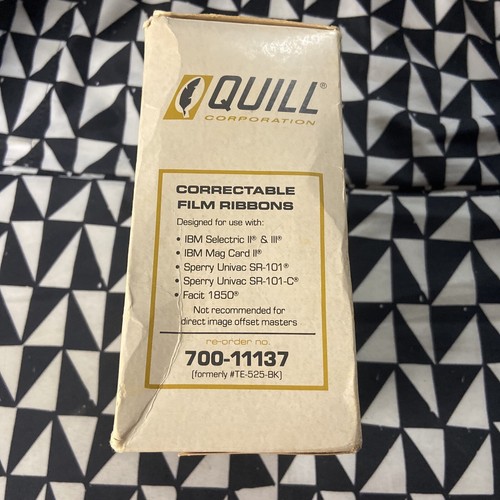 QUILL®
CORPORATION
CORRECTABLE
FILM RIBBONS
Designed for use with:
• IBM Selectric II® & III®
• IBM Mag Card II®
• Sperry Univac SR-101®
• Sperry Univac SR-101-C®
• Facit 1850®
Not recommended for
direct image offset masters
re-order no.
700-11137
(formerly #TE-525-BK)